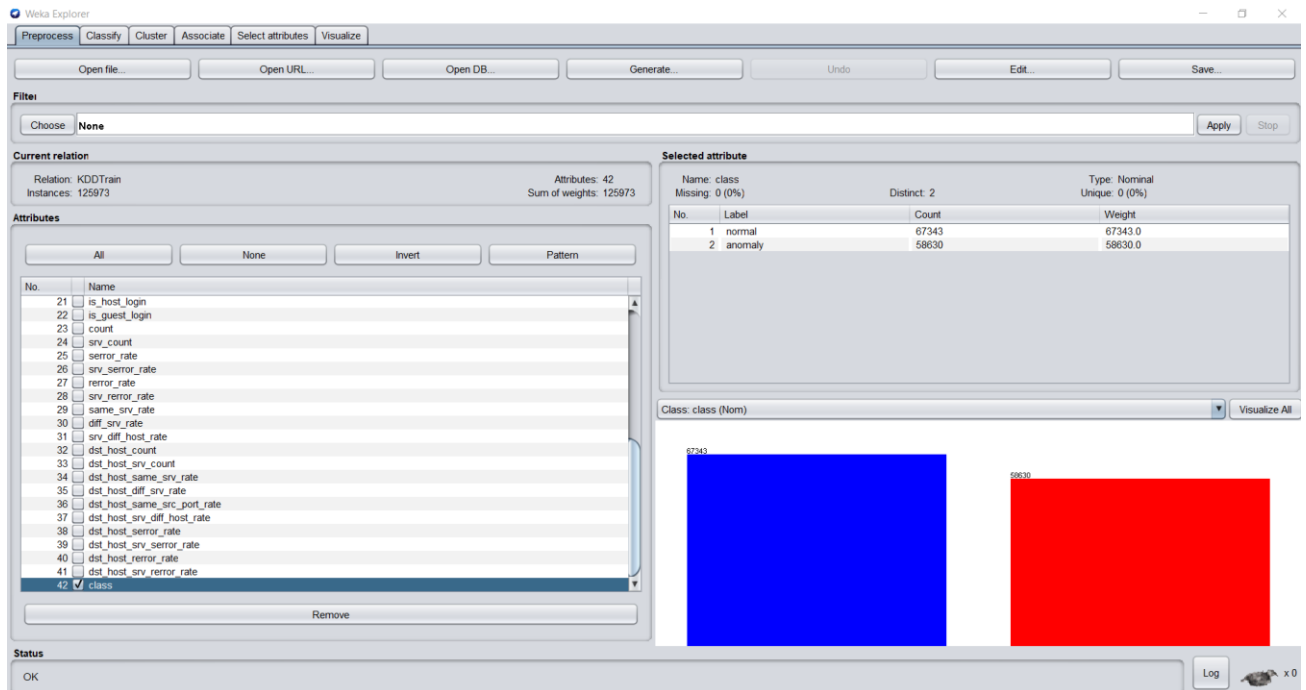 Weka Explorer
Preprocess Classify Cluster Associate Select attributes Visualize
Open file... Open URL... Open DB... Generate... Undo Edit... Save...
Filter
Choose None Apply Stop
Current relation
Relation: KDDTrain Attributes: 42
Instances: 125973 Sum of weights: 125973
Attributes
All None Invert Pattern
No. Name
21 is_host_login
22 is_guest_login
23 count
24 srv_count
25 serror_rate
26 srv_serror_rate
27 rerror_rate
28 srv_rerror_rate
29 same_srv_rate
30 diff_srv_rate
31 srv_diff_host_rate
32 dst_host_count
33 dst_host_srv_count
34 dst_host_same_srv_rate
35 dst_host_diff_srv_rate
36 dst_host_same_src_port_rate
37 dst_host_srv_diff_host_rate
38 dst_host_serror_rate
39 dst_host_srv_serror_rate
40 dst_host_rerror_rate
41 dst_host_srv_rerror_rate
42 class
Remove
Selected attribute
Name: class Type: Nominal
Missing: 0 (0%) Distinct: 2 Unique: 0 (0%)
No. Label Count Weight
1 normal 67343 67343.0
2 anomaly 58630 58630.0
Class: class (Nom) Visualize All
67343
58630
Status
OK Log x 0